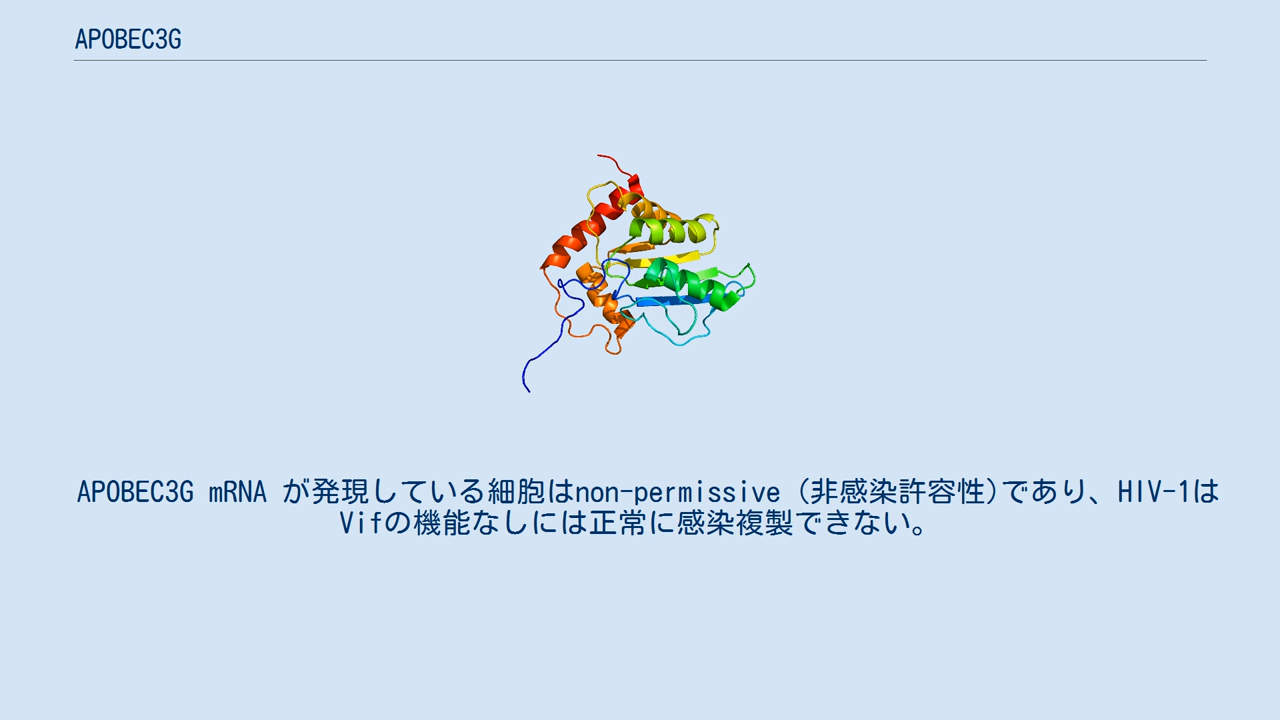 APOBEC3G
APOBEC3G mRNA が発現している細胞はnon-permissive (非感染許容性)であり、HIV-1は
Vifの機能なしには正常に感染複製できない。